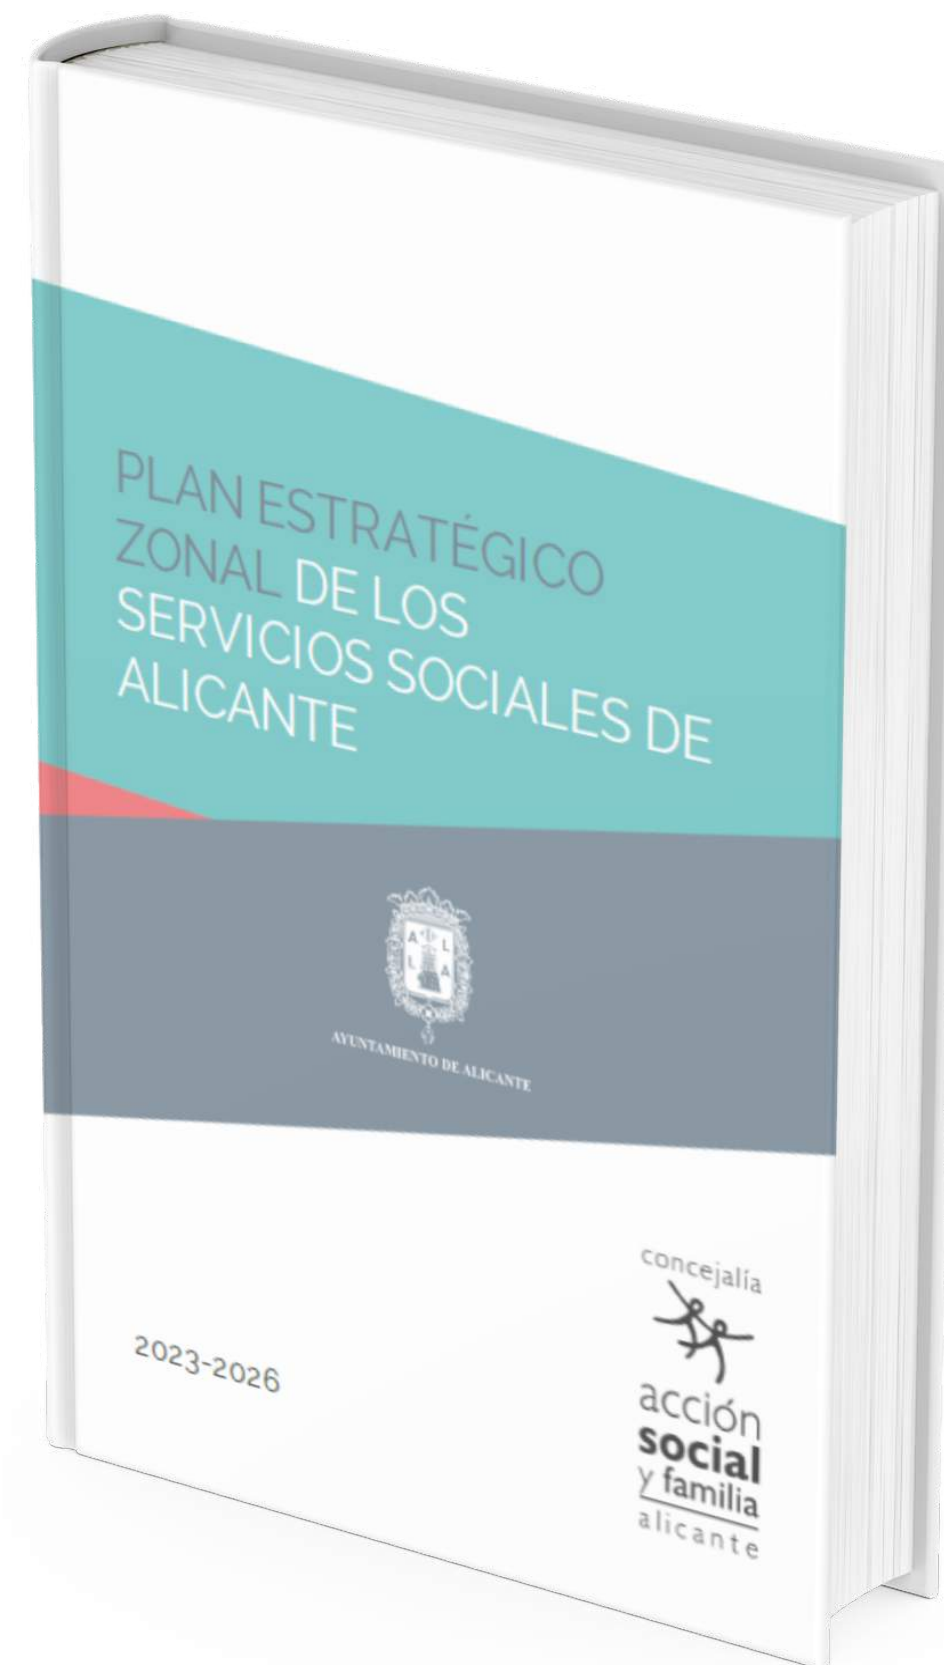 PLAN ESTRATÉGICO
ZONAL DE LOS
SERVICIOS SOCIALES DE
ALICANTE
A L
L A
AYUNTAMIENTO DE ALICANTE
2023-2026
concejalía
acción
social
y familia
alicante